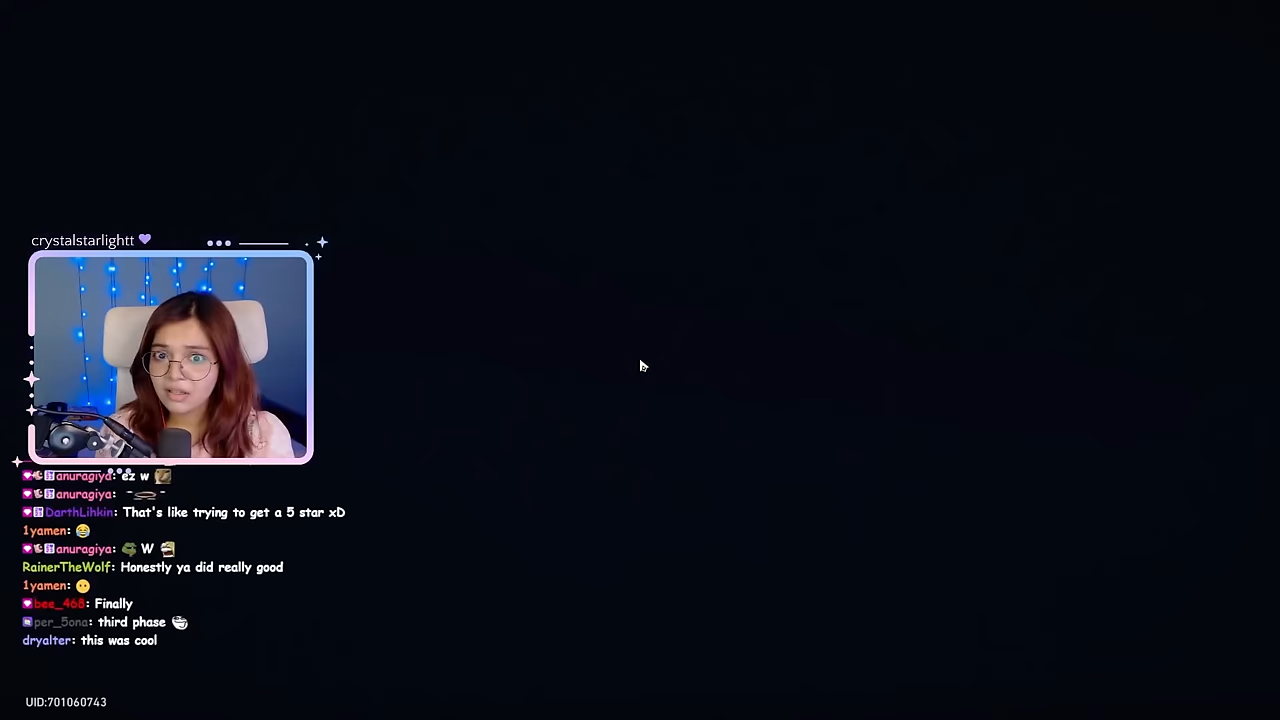 crystalstarlightt
anuragiya: ez w
anuragiya:
DarthLihkin: That's like trying to get a 5 star xD
1yamen:
anuragiya: W
RainerTheWolf: Honestly ya did really good
1yamen:
bee_468: Finally
per_5ona: third phase
dryalter: this was cool
UID:701060743